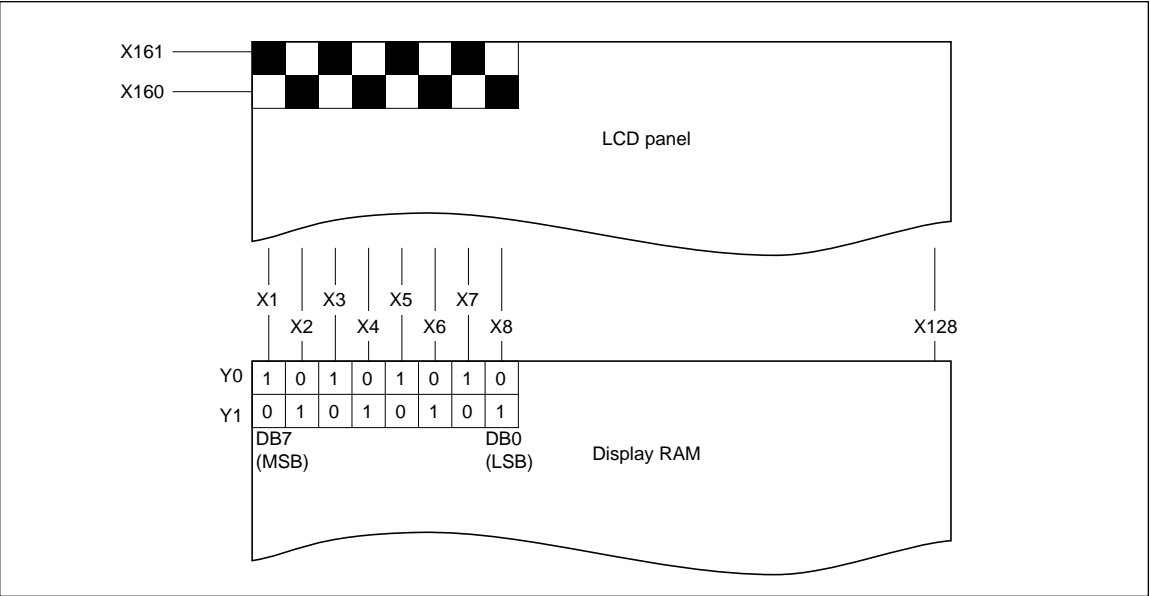 X161
X160
LCD panel
X1 X3 X5 X7
X2 X4 X6 X8 X128
Y0 1 0 1 0 1 0 1 0
Y1 0 1 0 1 0 1 0 1
DB7 DB0
(MSB) (LSB)
Display RAM